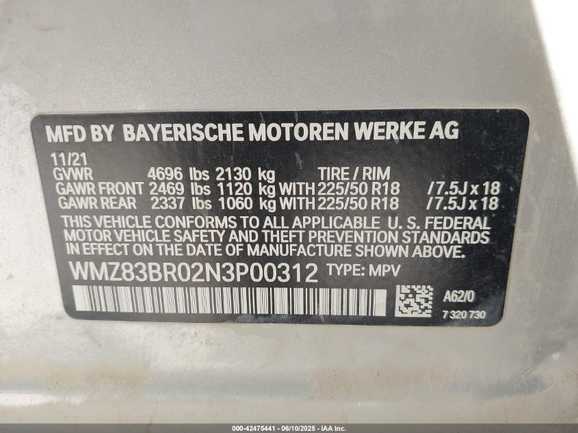 MFD BY BAYERISCHE MOTOREN WERKE AG
11/21
GVWR 4696 lbs 2130 kg TIRE / RIM
GAWR FRONT 2469 lbs 1120 kg WITH 225/50 R18 /7.5J x 18
GAWR REAR 2337 lbs 1060 kg WITH 225/50 R18 /7.5J x 18
THIS VEHICLE CONFORMS TO ALL APPLICABLE U. S. FEDERAL
MOTOR VEHICLE SAFETY AND THEFT PREVENTION STANDARDS
IN EFFECT ON THE DATE OF MANUFACTURE SHOWN ABOVE.
WMZ83BR02N3P00312 TYPE: MPV
A62/0
7 320 730
000-42475441 - 06/10/2025 - IAA Inc.